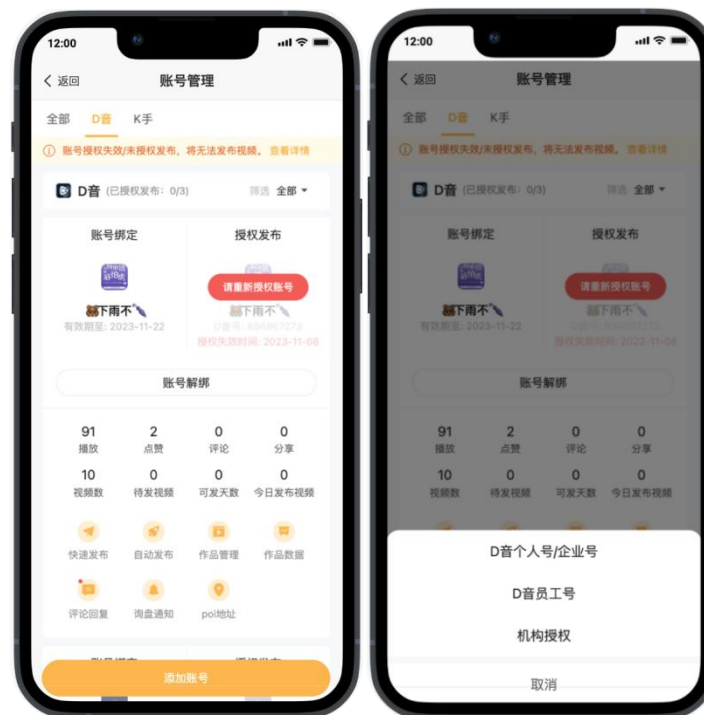 12:00
返回
账号管理
全部
D音
K手
账号授权失效/未授权发布，将无法发布视频。 查看详情
D音 (已授权发布：0/3)
筛选 全部
账号绑定
授权发布
请重新授权账号
下雨不
有效期至: 2023-11-22
下雨不
授权失效时间: 2023-11-08
账号解绑
91
2
0
0
播放
点赞
评论
分享
10
0
0
0
视频数
待发视频
可发天数
今日发布视频
快速发布
自动发布
作品管理
作品数据
评论回复
询盘通知
poi地址
添加账号
12:00
返回
账号管理
全部
D音
K手
账号授权失效/未授权发布，将无法发布视频。 查看详情
D音 (已授权发布：0/3)
筛选 全部
账号绑定
授权发布
请重新授权账号
下雨不
有效期至: 2023-11-22
下雨不
授权失效时间: 2023-11-08
账号解绑
91
2
0
0
播放
点赞
评论
分享
10
0
0
0
视频数
待发视频
可发天数
今日发布视频
D音个人号/企业号
D音员工号
机构授权
取消